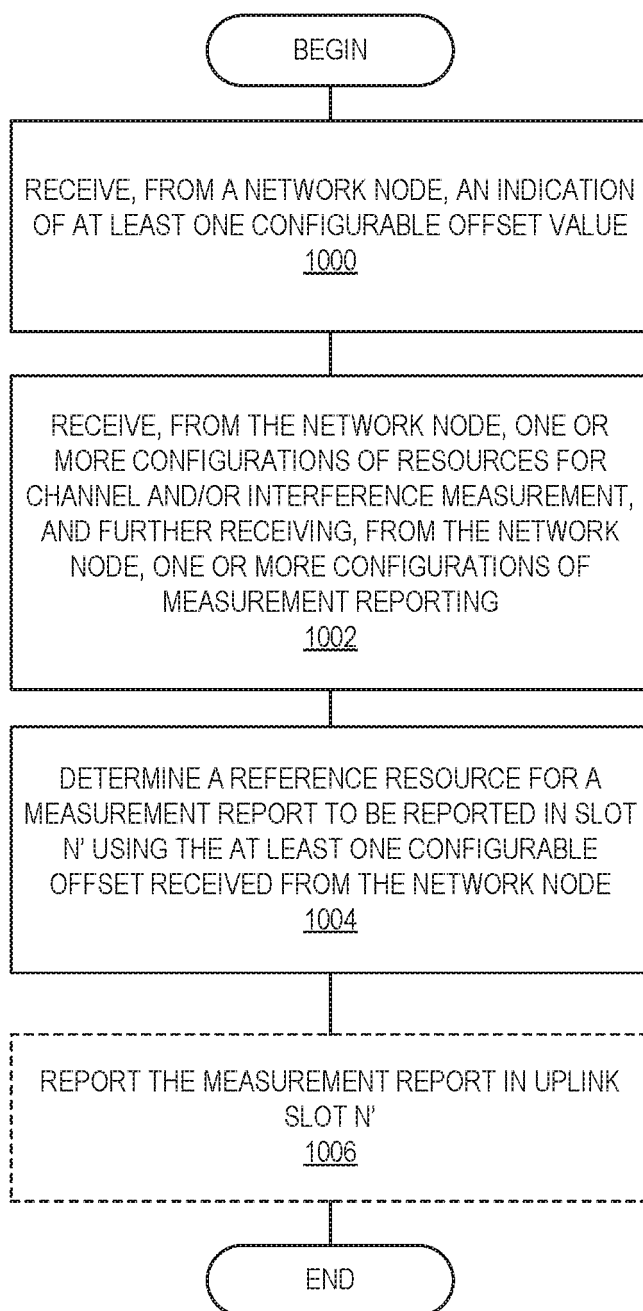 BEGIN
RECEIVE, FROM A NETWORK NODE, AN INDICATION
OF AT LEAST ONE CONFIGURABLE OFFSET VALUE
1000
RECEIVE, FROM THE NETWORK NODE, ONE OR
MORE CONFIGURATIONS OF RESOURCES FOR
CHANNEL AND/OR INTERFERENCE MEASUREMENT,
AND FURTHER RECEIVING, FROM THE NETWORK
NODE, ONE OR MORE CONFIGURATIONS OF
MEASUREMENT REPORTING
1002
DETERMINE A REFERENCE RESOURCE FOR A
MEASUREMENT REPORT TO BE REPORTED IN SLOT
N' USING THE AT LEAST ONE CONFIGURABLE
OFFSET RECEIVED FROM THE NETWORK NODE
1004
REPORT THE MEASUREMENT REPORT IN UPLINK
SLOT N'
1006
END